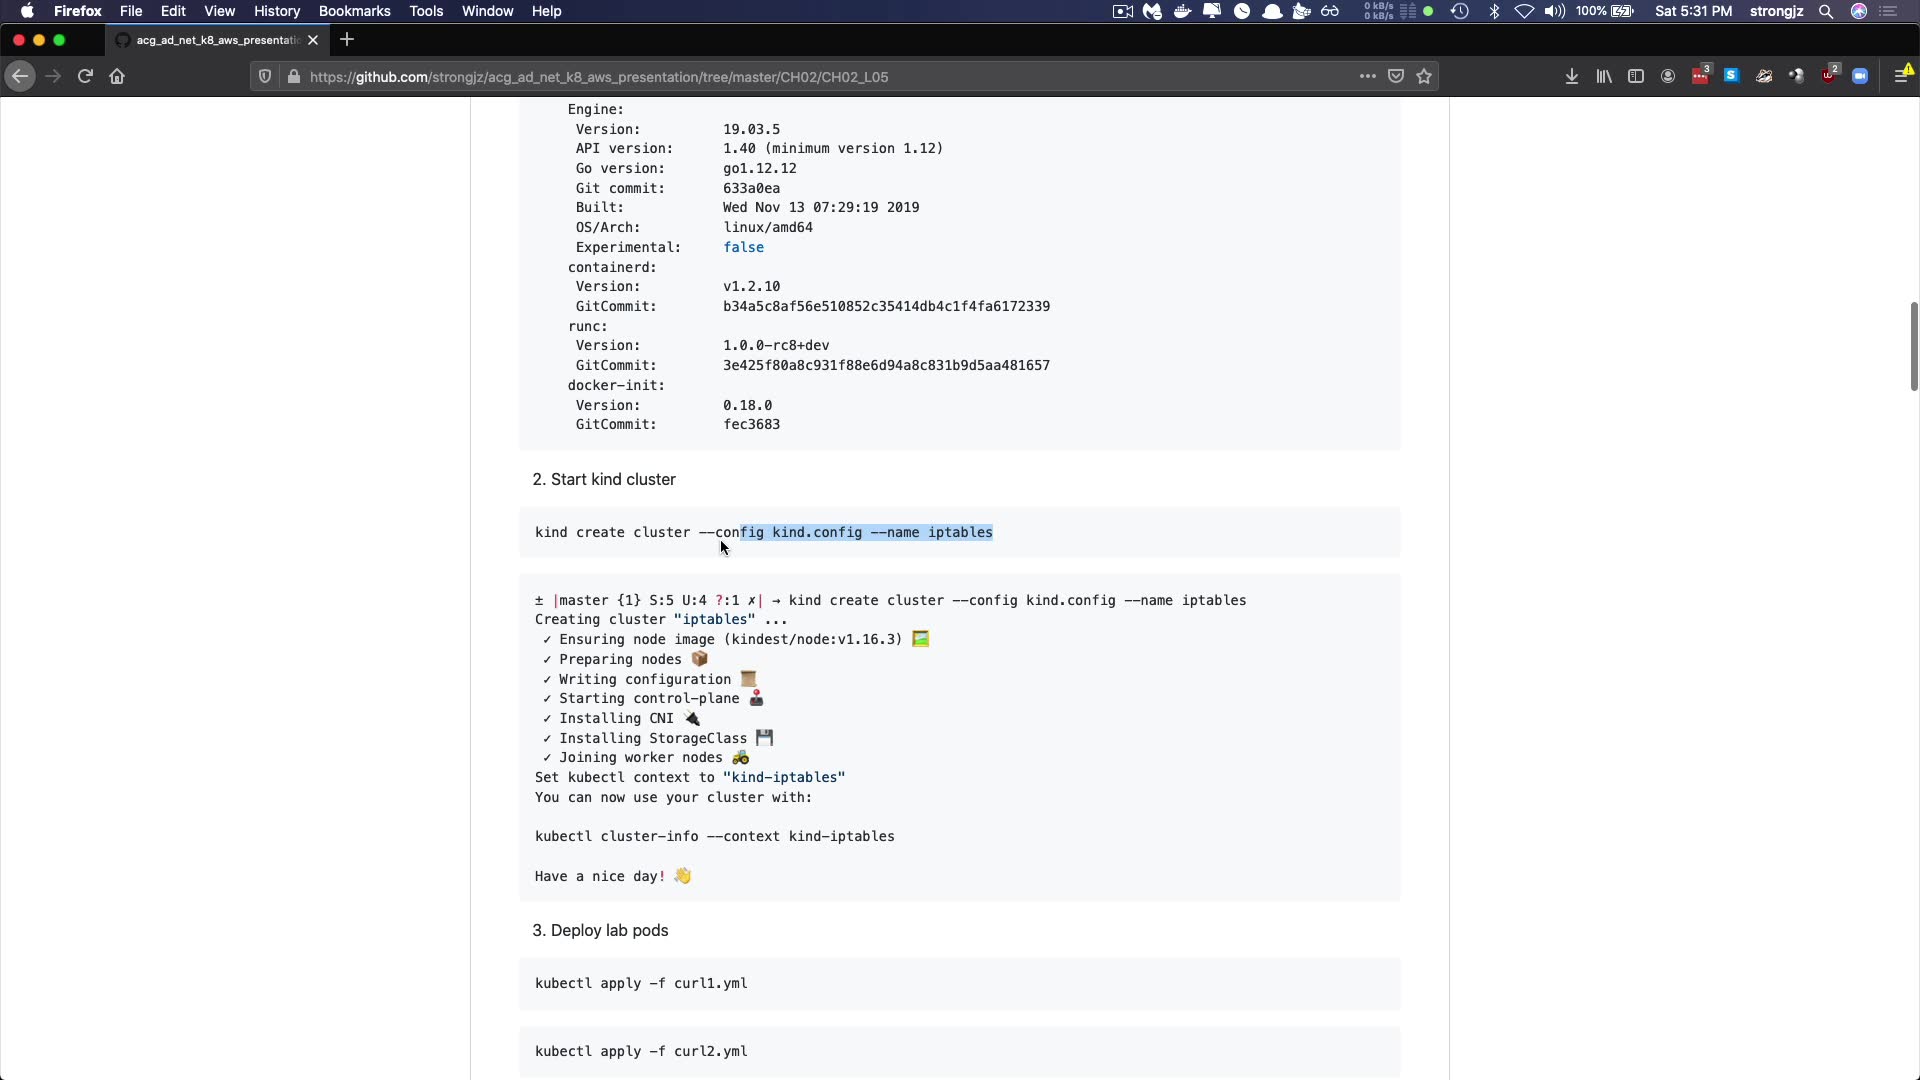 Firefox File Edit View History Bookmarks Tools Window Help 0 kB/s 0 kB/s 100% Sat 5:31 PM strongjz
acg_ad_net_k8_aws_presentatio
https://github.com/strongjz/acg_ad_net_k8_aws_presentation/tree/master/CH02/CH02_L05 3 2
Engine:
Version: 19.03.5
API version: 1.40 (minimum version 1.12)
Go version: go1.12.12
Git commit: 633a0ea
Built: Wed Nov 13 07:29:19 2019
OS/Arch: linux/amd64
Experimental: false
containerd:
Version: v1.2.10
GitCommit: b34a5c8af56e510852c35414db4c1f4fa6172339
runc:
Version: 1.0.0-rc8+dev
GitCommit: 3e425f80a8c931f88e6d94a8c831b9d5aa481657
docker-init:
Version: 0.18.0
GitCommit: fec3683
2. Start kind cluster
kind create cluster --config kind.config --name iptables
± |master {1} S:5 U:4 ?:1 ✗| → kind create cluster --config kind.config --name iptables
Creating cluster "iptables" ...
✓ Ensuring node image (kindest/node:v1.16.3) 🖼
✓ Preparing nodes 📦
✓ Writing configuration 📜
✓ Starting control-plane 🕹
✓ Installing CNI 🔌
✓ Installing StorageClass 💾
✓ Joining worker nodes 🚜
Set kubectl context to "kind-iptables"
You can now use your cluster with:
kubectl cluster-info --context kind-iptables
Have a nice day! 👋
3. Deploy lab pods
kubectl apply -f curl1.yml
kubectl apply -f curl2.yml